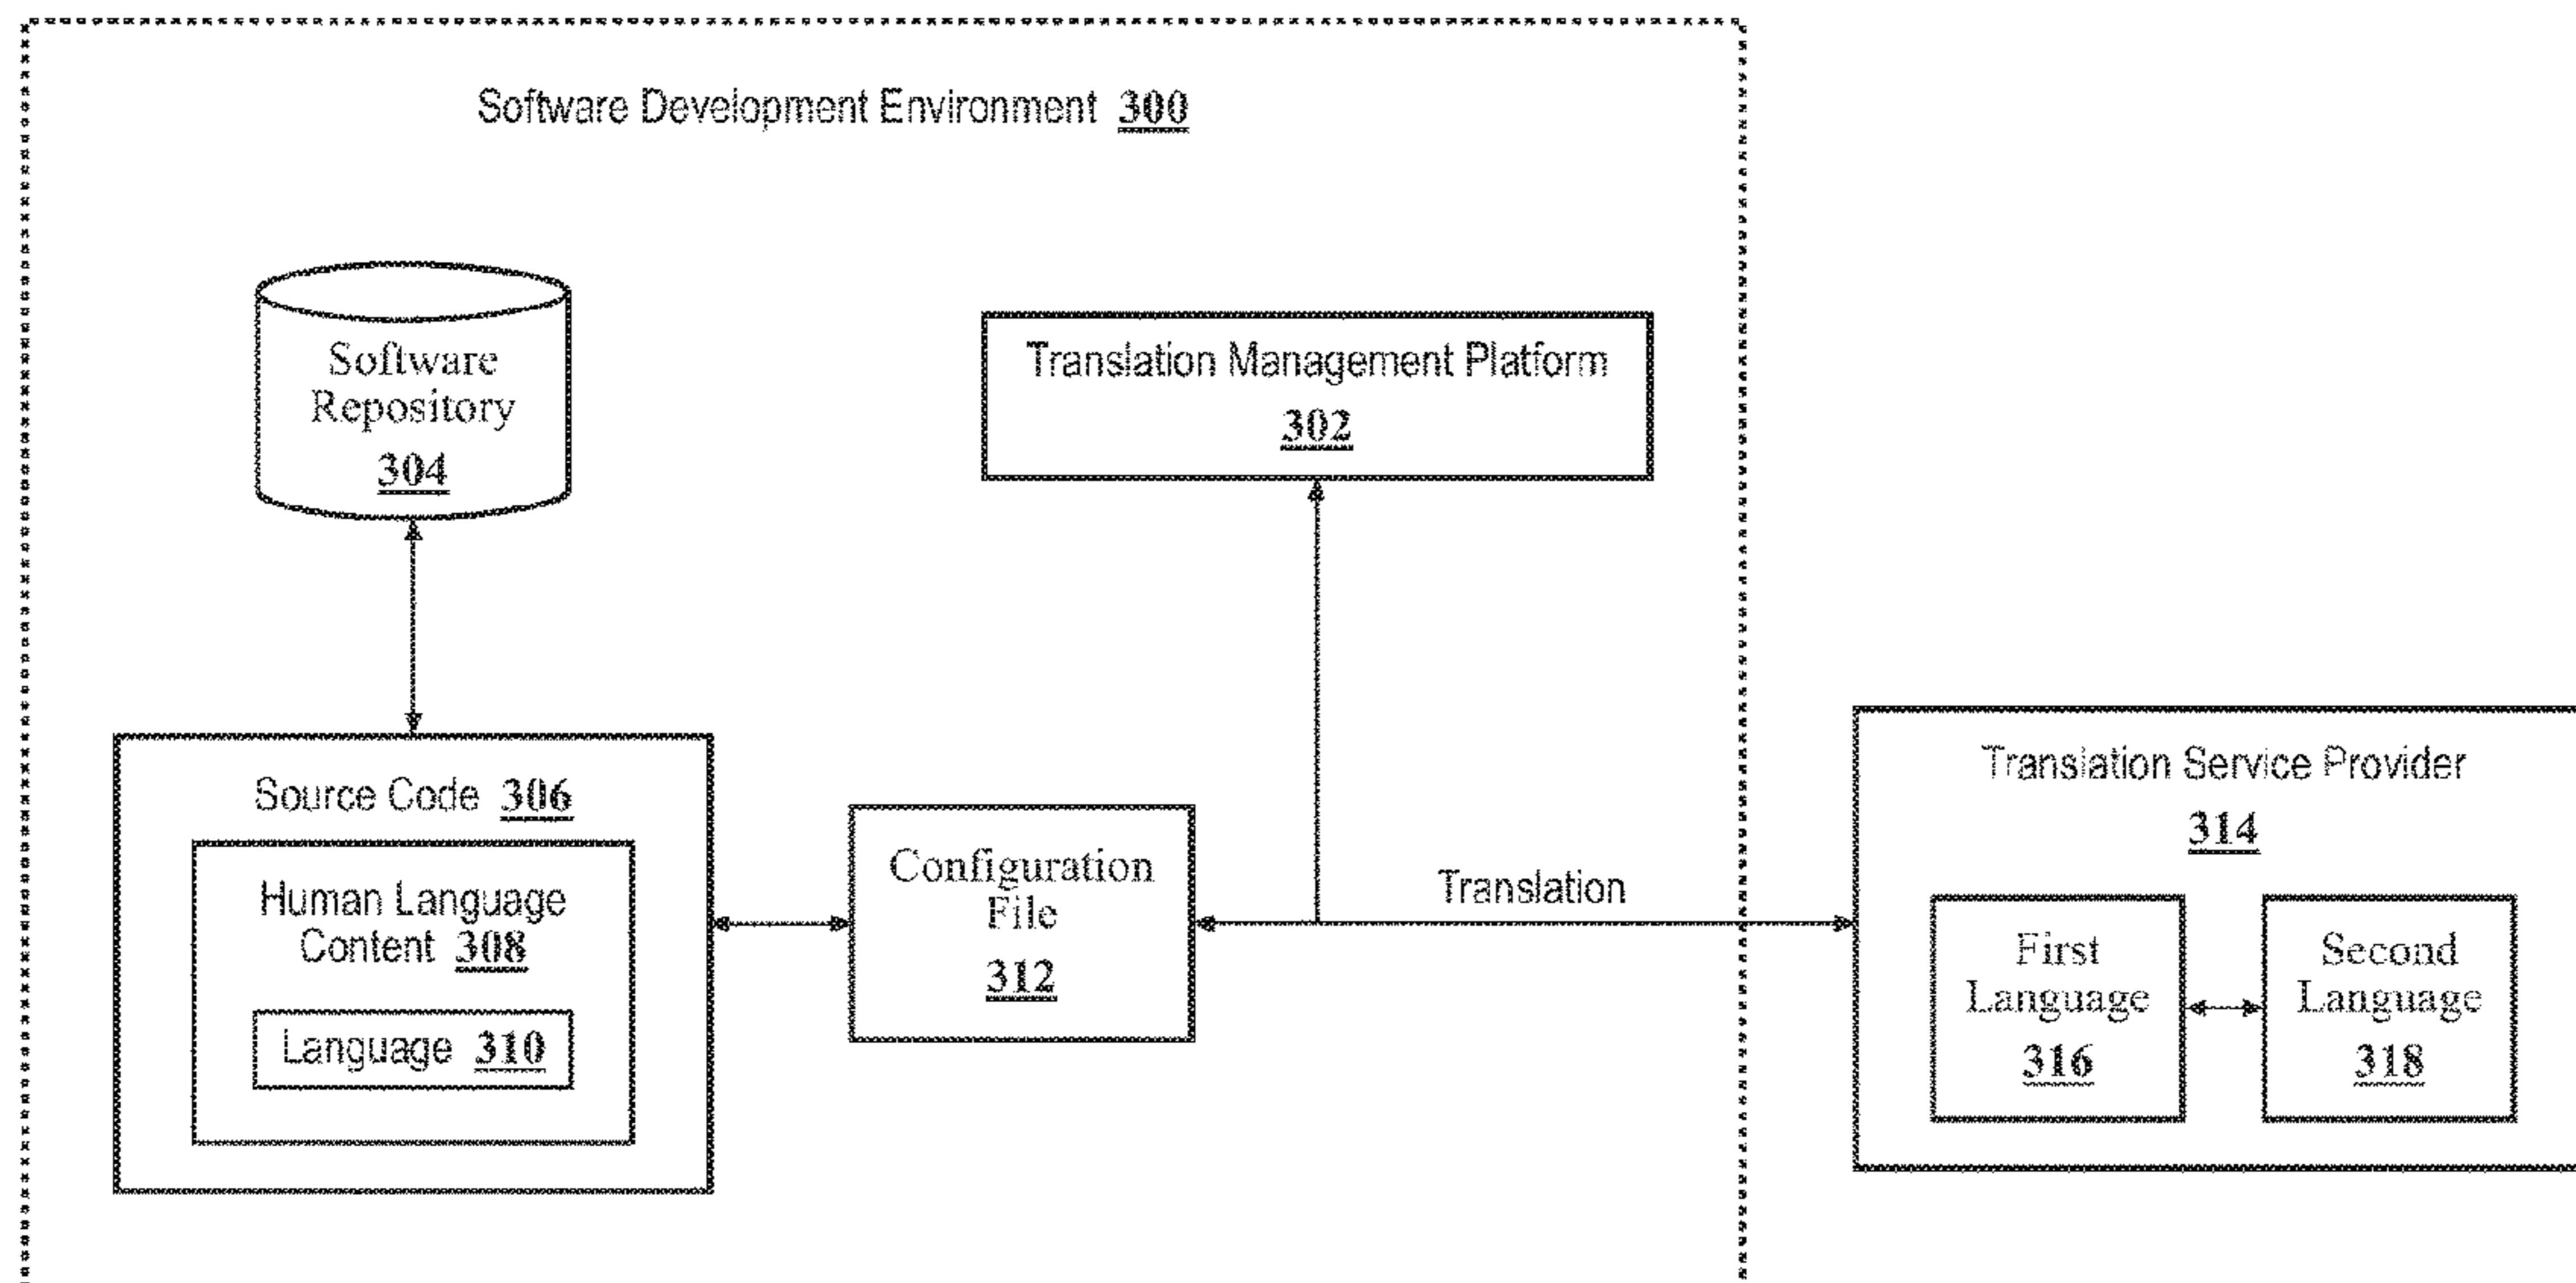 Software Development Environment 300
Software
Repository
304
Translation Management Platform
302
Source Code 306
Human Language
Content 308
Language 310
Configuration
File
312
Translation
Translation Service Provider
314
First
Language
316
Second
Language
318